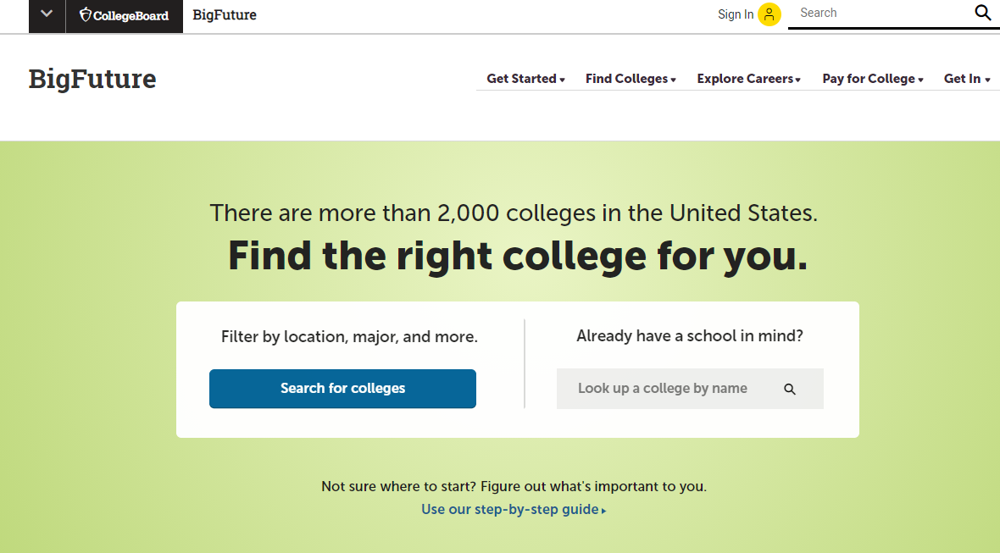 CollegeBoard BigFuture Sign In Search
BigFuture
Get Started Find Colleges Explore Careers Pay for College Get In
There are more than 2,000 colleges in the United States.
Find the right college for you.
Filter by location, major, and more.
Search for colleges
Already have a school in mind?
Look up a college by name
Not sure where to start? Figure out what's important to you.
Use our step-by-step guide